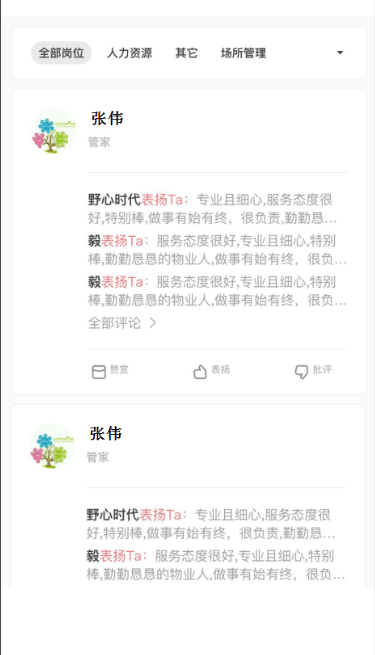 全部岗位 人力资源 其它 场所管理
张伟
管家
野心时代表扬Ta：专业且细心,服务态度很
好,特别棒,做事有始有终，很负责,勤勤恳...
毅表扬Ta：服务态度很好,专业且细心,特别
棒,勤勤恳恳的物业人,做事有始有终，很负...
毅表扬Ta：服务态度很好,专业且细心,特别
棒,勤勤恳恳的物业人,做事有始有终，很负...
全部评论 >
赞赏 表扬 批评
张伟
管家
野心时代表扬Ta：专业且细心,服务态度很
好,特别棒,做事有始有终，很负责,勤勤恳...
毅表扬Ta：服务态度很好,专业且细心,特别
棒,勤勤恳恳的物业人,做事有始有终，很负...